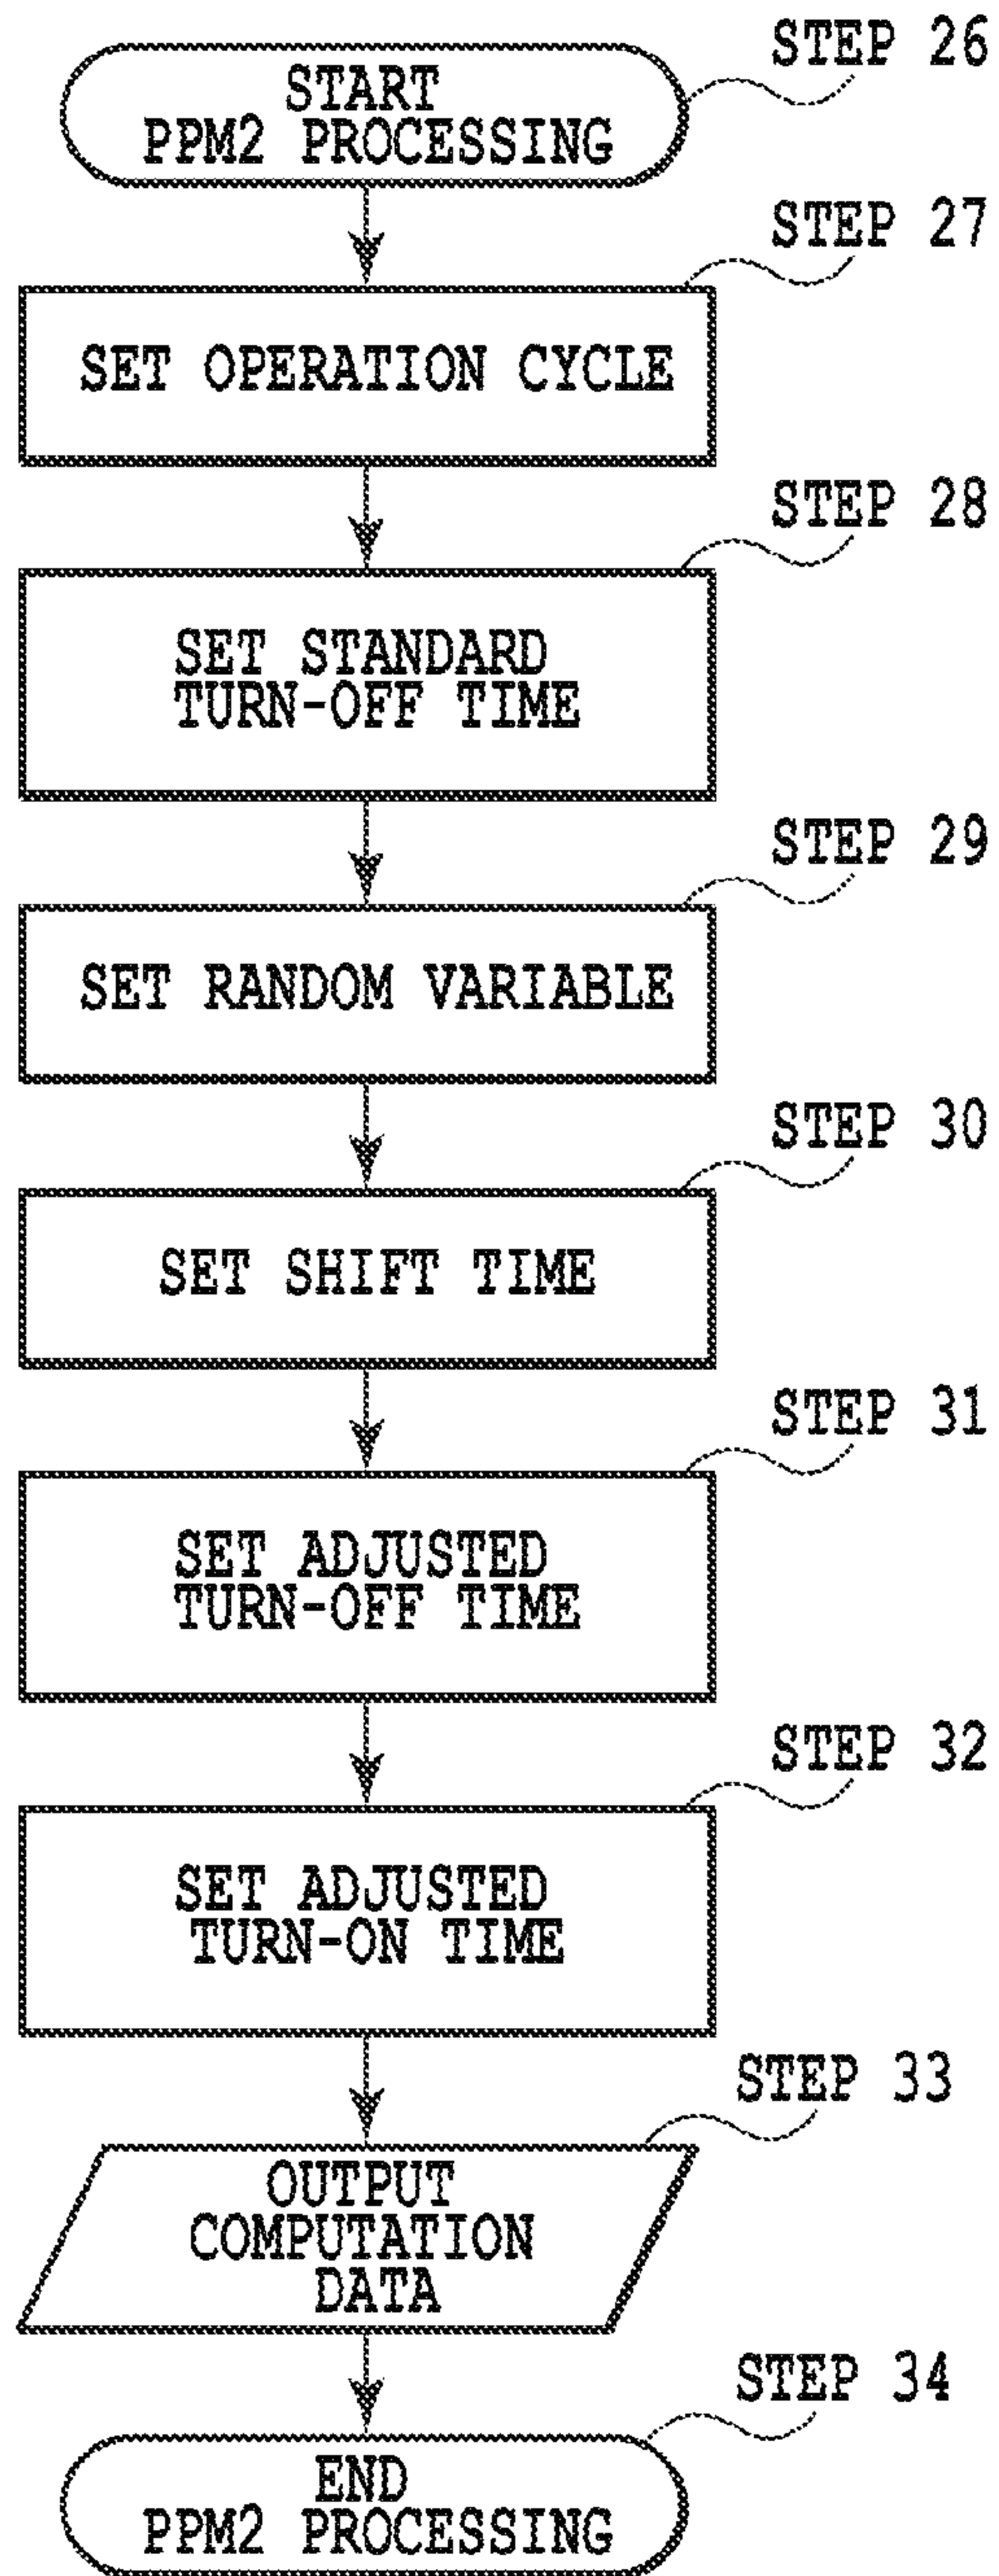 STEP 26
START
PPM2 PROCESSING
STEP 27
SET OPERATION CYCLE
STEP 28
SET STANDARD
TURN-OFF TIME
STEP 29
SET RANDOM VARIABLE
STEP 30
SET SHIFT TIME
STEP 31
SET ADJUSTED
TURN-OFF TIME
STEP 32
SET ADJUSTED
TURN-ON TIME
STEP 33
OUTPUT
COMPUTATION
DATA
STEP 34
END
PPM2 PROCESSING